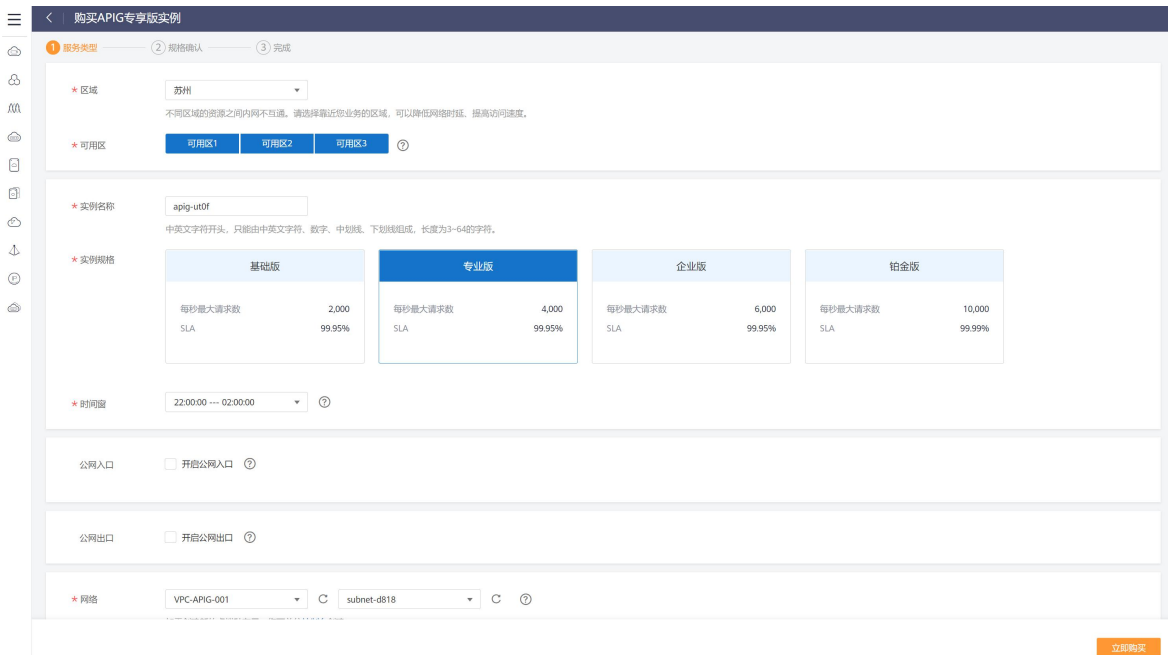 购买APIG专享版实例
1 服务类型 2 规格确认 3 完成
* 区域 苏州
不同区域的资源之间内网不互通。请选择靠近您业务的区域，可以降低网络时延、提高访问速度。
* 可用区 可用区1 可用区2 可用区3 ?
* 实例名称 apig-ut0f
中英文字符开头，只能由中英文字符、数字、中划线、下划线组成，长度为3~64的字符。
* 实例规格 基础版 专业版 企业版 铂金版
每秒最大请求数 2,000 每秒最大请求数 4,000 每秒最大请求数 6,000 每秒最大请求数 10,000
SLA 99.95% SLA 99.95% SLA 99.95% SLA 99.99%
* 时间窗 22:00:00 --- 02:00:00 ?
公网入口 开启公网入口 ?
公网出口 开启公网出口 ?
* 网络 VPC-APIG-001 subnet-d818 ?
立即购买